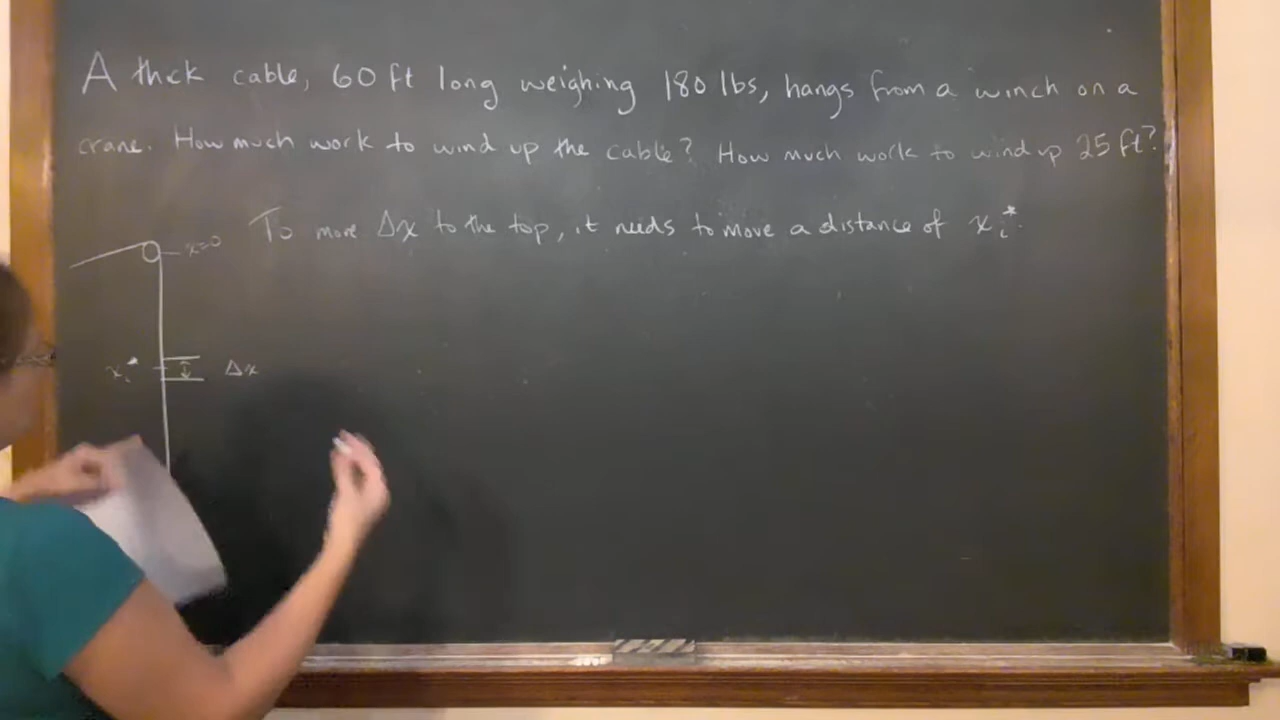 A thick cable, 60 ft long weighing 180 lbs, hangs from a winch on a
crane. How much work to wind up the cable? How much work to wind up 25 ft?
To move Δx to the top, it needs to move a distance of xᵢ*.
x=0
xᵢ* Δx